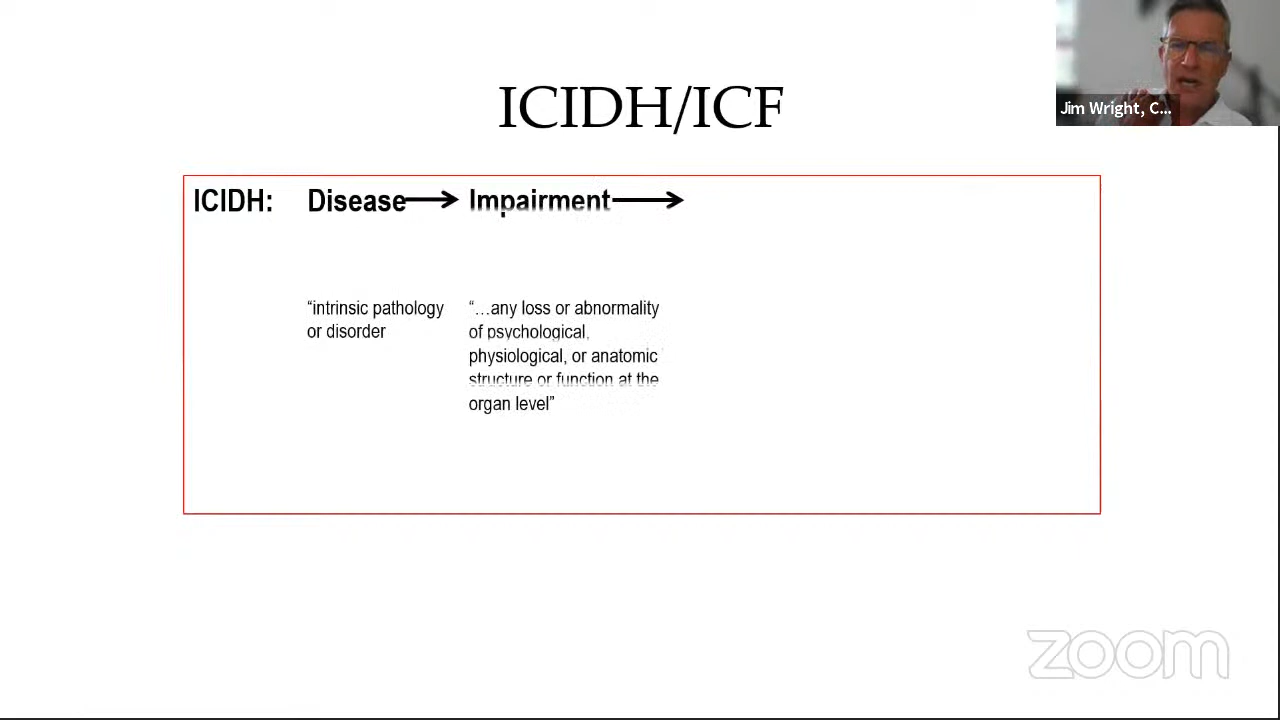 ICIDH/ICF
Jim Wright, C...
ICIDH: Disease Impairment
“intrinsic pathology
or disorder
“…any loss or abnormality
of psychological,
physiological, or anatomic
structure or function at the
organ level”
zoom